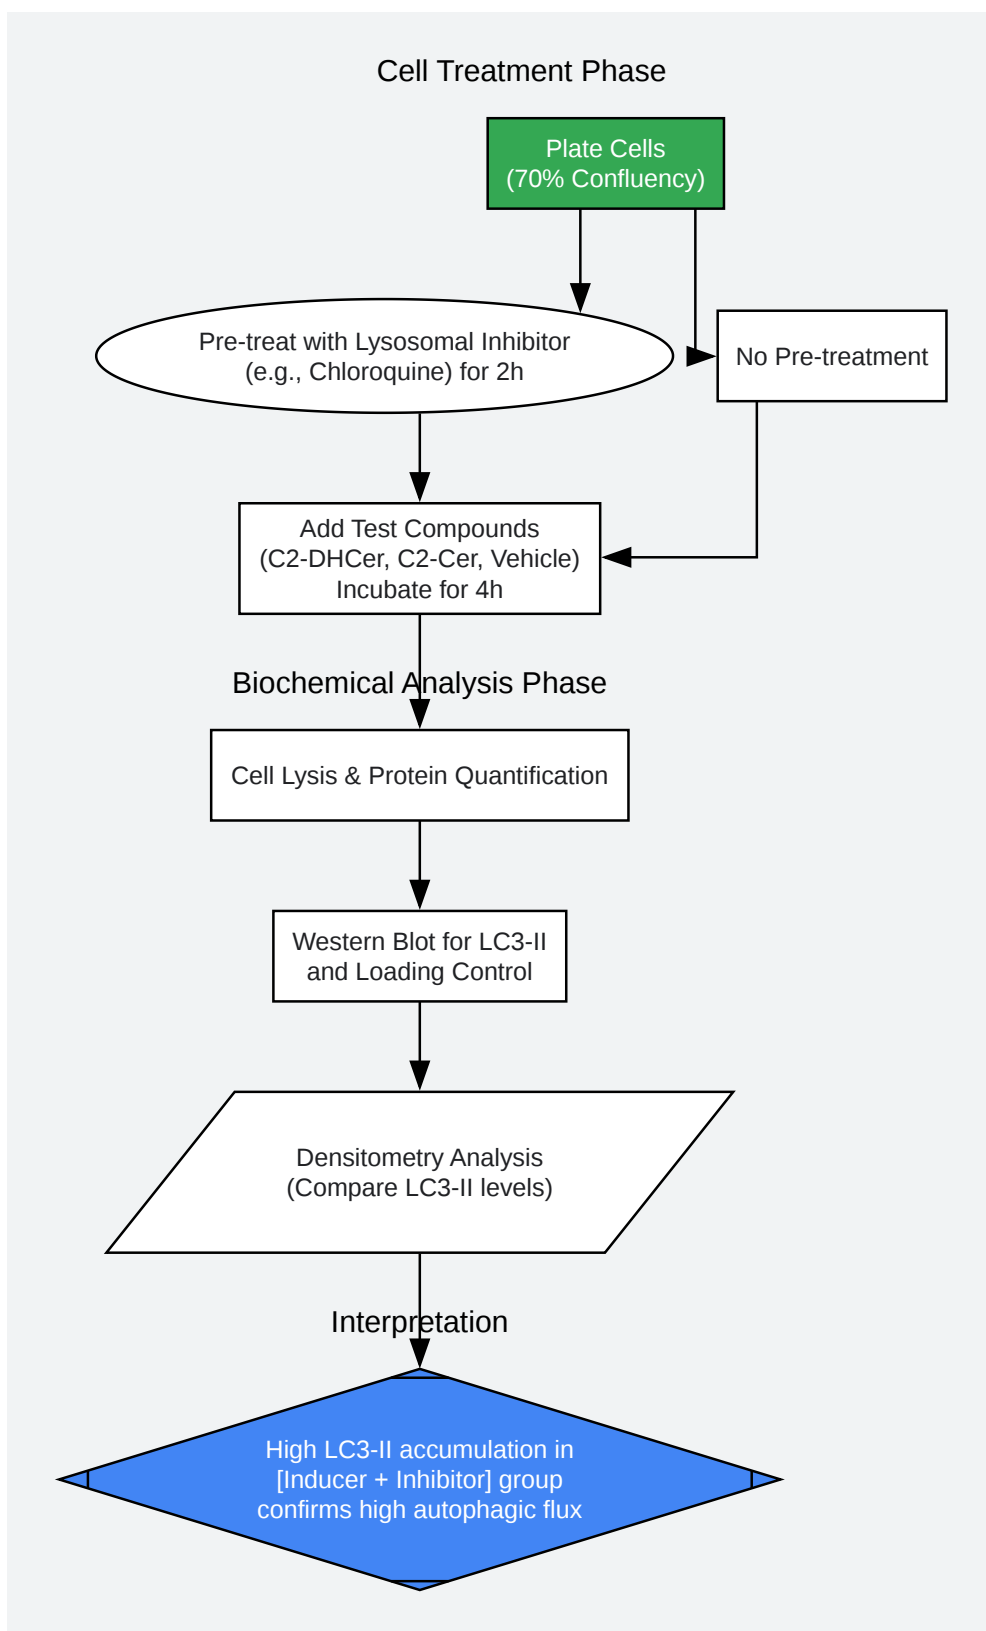 Cell Treatment Phase
Plate Cells
(70% Confluency)
Pre-treat with Lysosomal Inhibitor
(e.g., Chloroquine) for 2h
No Pre-treatment
Add Test Compounds
(C2-DHCer, C2-Cer, Vehicle)
Incubate for 4h
Biochemical Analysis Phase
Cell Lysis & Protein Quantification
Western Blot for LC3-II
and Loading Control
Densitometry Analysis
(Compare LC3-II levels)
Interpretation
High LC3-II accumulation in
[Inducer + Inhibitor] group
confirms high autophagic flux